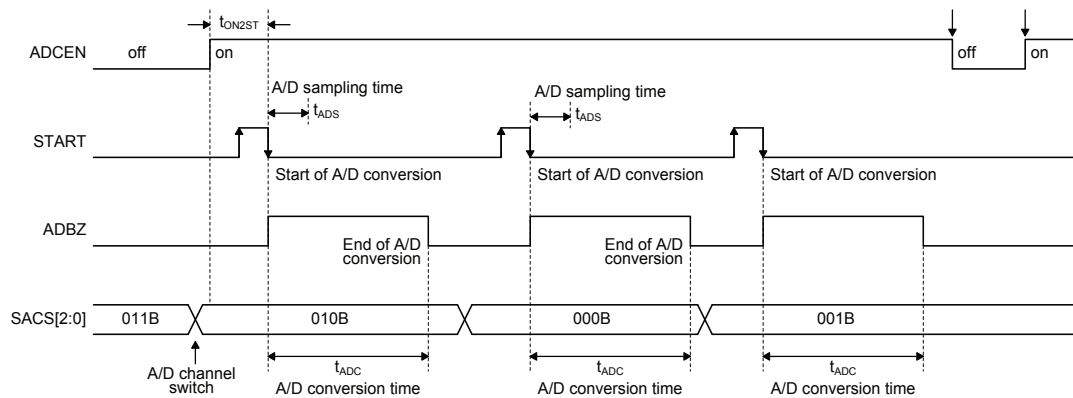 tON2ST
ADCEN
off
on
off
on
A/D sampling time
tADS
A/D sampling time
tADS
START
Start of A/D conversion
Start of A/D conversion
Start of A/D conversion
ADBZ
End of A/D
conversion
End of A/D
conversion
SACS[2:0]
011B
010B
000B
001B
A/D channel
switch
tADC
A/D conversion time
tADC
A/D conversion time
tADC
A/D conversion time